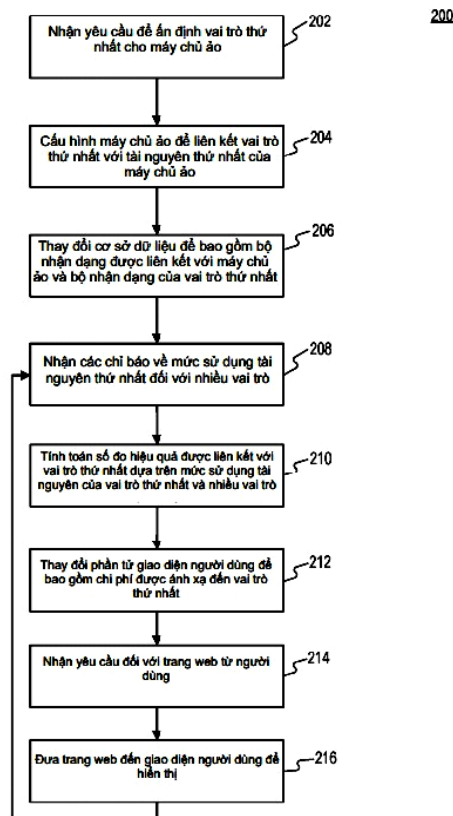 200
Nhận yêu cầu để ấn định vai trò thứ
nhất cho máy chủ ảo
202
Cấu hình máy chủ ảo để liên kết vai trò
thứ nhất với tài nguyên thứ nhất của
máy chủ ảo
204
Thay đổi cơ sở dữ liệu để bao gồm bộ
nhận dạng được liên kết với máy chủ
ảo và bộ nhận dạng của vai trò thứ nhất
206
Nhận các chỉ báo về mức sử dụng tài
nguyên thứ nhất đối với nhiều vai trò
208
Tính toán số đo hiệu quả được liên kết với
vai trò thứ nhất dựa trên mức sử dụng tài
nguyên của vai trò thứ nhất và nhiều vai trò
210
Thay đổi phần tử giao diện người dùng để
bao gồm chi phí được ánh xạ đến vai trò
thứ nhất
212
Nhận yêu cầu đối với trang web từ người
dùng
214
Đưa trang web đến giao diện người dùng để
hiển thị
216